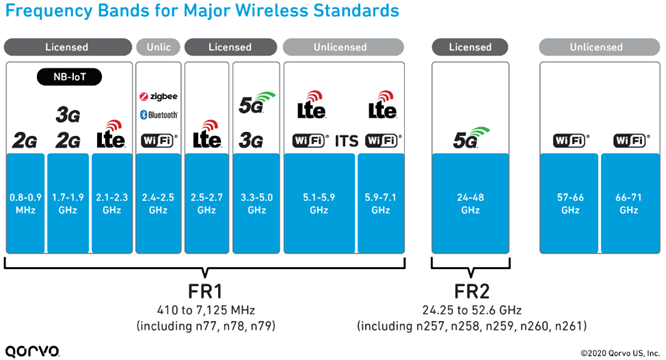 Frequency Bands for Major Wireless Standards
Licensed
Unlic
Licensed
Unlicensed
Licensed
Unlicensed
NB-IoT
3G
2G
2G
Lte
zigbee
Bluetooth®
WiFi®
Lte
5G
3G
Lte
Lte
WiFi®
ITS
WiFi®
5G
WiFi®
WiFi®
0.8-0.9
MHz
1.7-1.9
GHz
2.1-2.3
GHz
2.4-2.5
GHz
2.5-2.7
GHz
3.3-5.0
GHz
5.1-5.9
GHz
5.9-7.1
GHz
24-48
GHz
57-66
GHz
66-71
GHz
FR1
410 to 7,125 MHz
(including n77, n78, n79)
FR2
24.25 to 52.6 GHz
(including n257, n258, n259, n260, n261)
QORVO
©2020 Qorvo US, Inc.